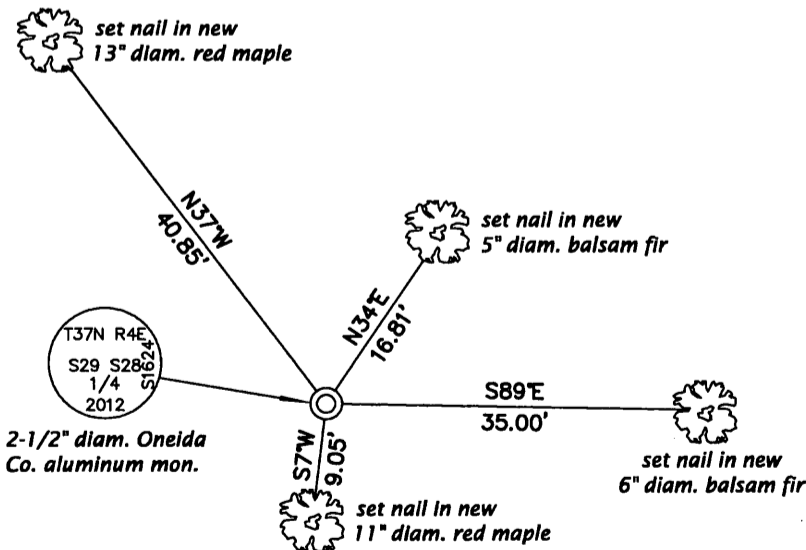 set nail in new
13" diam. red maple
N37°W
40.85'
set nail in new
5" diam. balsam fir
N34°E
16.81'
T37N R4E
S29 S28
1/4
2012
S1624
2-1/2" diam. Oneida
Co. aluminum mon.
S89°E
35.00'
set nail in new
6" diam. balsam fir
S7°W
9.05'
set nail in new
11" diam. red maple